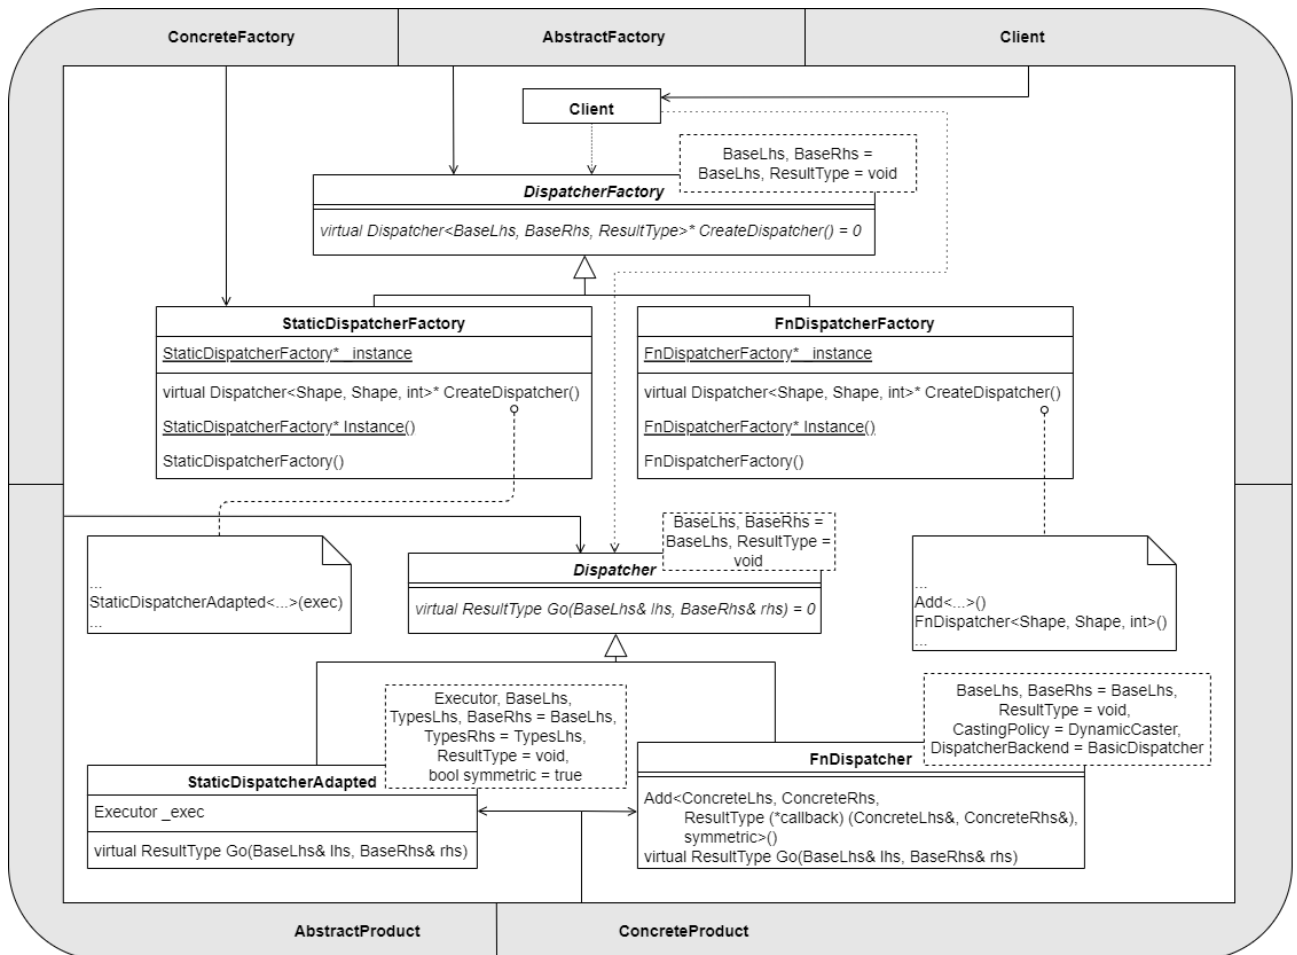 ConcreteFactory
AbstractFactory
Client
Client
BaseLhs, BaseRhs =
BaseLhs, ResultType = void
DispatcherFactory
virtual Dispatcher<BaseLhs, BaseRhs, ResultType>* CreateDispatcher() = 0
StaticDispatcherFactory
StaticDispatcherFactory* _instance
virtual Dispatcher<Shape, Shape, int>* CreateDispatcher()
StaticDispatcherFactory* Instance()
StaticDispatcherFactory()
FnDispatcherFactory
FnDispatcherFactory* _instance
virtual Dispatcher<Shape, Shape, int>* CreateDispatcher()
FnDispatcherFactory* Instance()
FnDispatcherFactory()
...
StaticDispatcherAdapted<...>(exec)
...
BaseLhs, BaseRhs =
BaseLhs, ResultType =
void
Dispatcher
virtual ResultType Go(BaseLhs& lhs, BaseRhs& rhs) = 0
...
Add<...>()
FnDispatcher<Shape, Shape, int>()
...
Executor, BaseLhs,
TypesLhs, BaseRhs = BaseLhs,
TypesRhs = TypesLhs,
ResultType = void,
bool symmetric = true
StaticDispatcherAdapted
Executor _exec
virtual ResultType Go(BaseLhs& lhs, BaseRhs& rhs)
BaseLhs, BaseRhs = BaseLhs,
ResultType = void,
CastingPolicy = DynamicCaster,
DispatcherBackend = BasicDispatcher
FnDispatcher
Add<ConcreteLhs, ConcreteRhs,
ResultType (*callback) (ConcreteLhs&, ConcreteRhs&),
symmetric>()
virtual ResultType Go(BaseLhs& lhs, BaseRhs& rhs)
AbstractProduct
ConcreteProduct